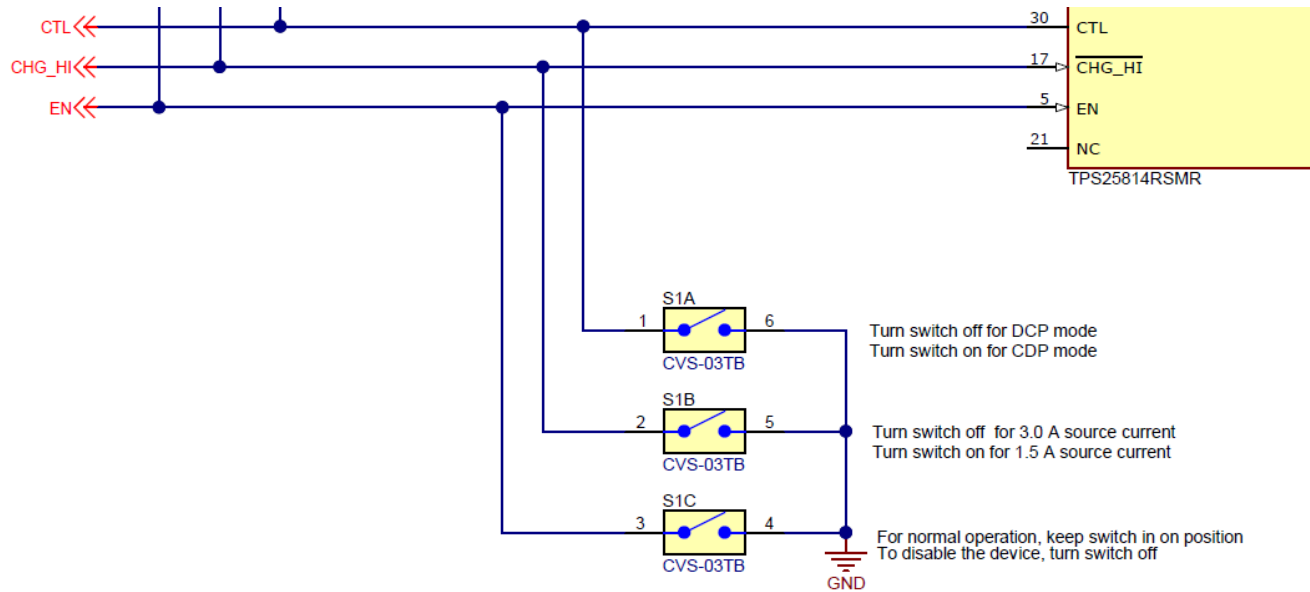 CTL
30
CTL
CHG_HI
17
CHG_HI
EN
5
EN
21
NC
TPS25814RSMR
S1A
1
6
CVS-03TB
Turn switch off for DCP mode
Turn switch on for CDP mode
S1B
2
5
CVS-03TB
Turn switch off for 3.0 A source current
Turn switch on for 1.5 A source current
S1C
3
4
CVS-03TB
For normal operation, keep switch in on position
To disable the device, turn switch off
GND